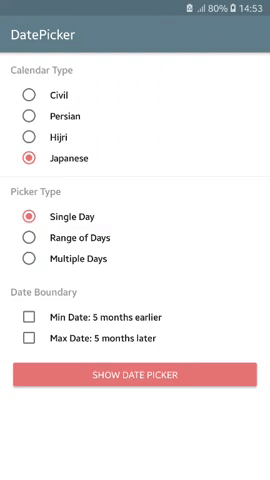 80% 14:53
DatePicker
Calendar Type
Civil
Persian
Hijri
Japanese
Picker Type
Single Day
Range of Days
Multiple Days
Date Boundary
Min Date: 5 months earlier
Max Date: 5 months later
SHOW DATE PICKER